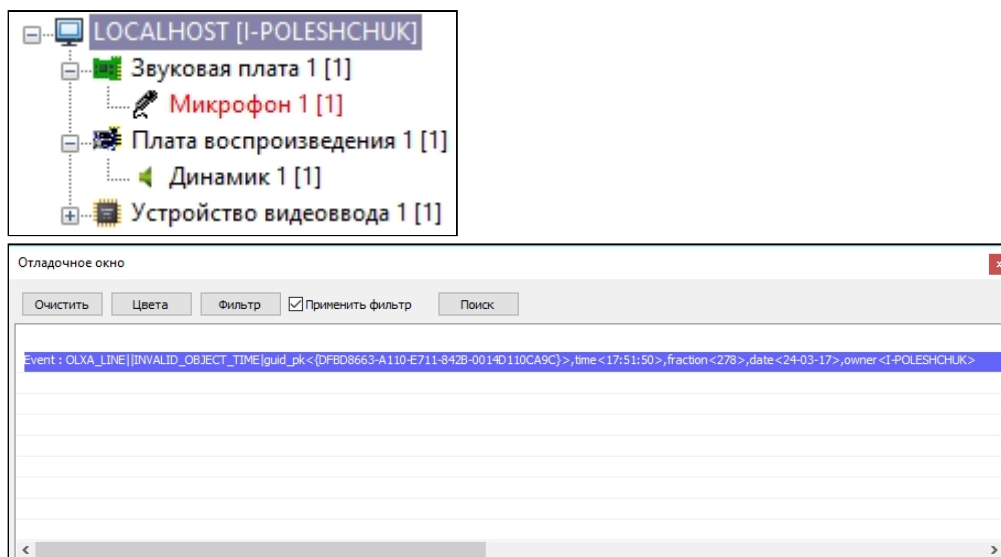 LOCALHOST [I-POLESHCHUK]
Звуковая плата 1 [1]
Микрофон 1 [1]
Плата воспроизведения 1 [1]
Динамик 1 [1]
Устройство видеоввода 1 [1]
Отладочное окно
x
Очистить Цвета Фильтр Применить фильтр Поиск
Event : OLXA_LINE||INVALID_OBJECT_TIME|guid_pk<{DFBD8663-A110-E711-842B-0014D110CA9C}>,time<17:51:50>,fraction<278>,date<24-03-17>,owner<I-POLESHCHUK>